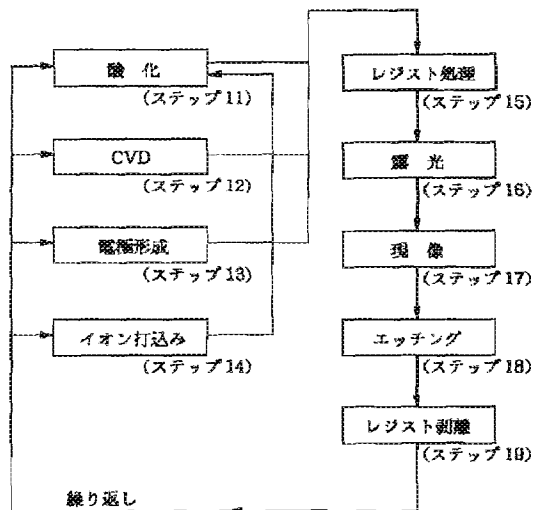 酸化
(ステップ11)
CVD
(ステップ12)
電極形成
(ステップ13)
イオン打込み
(ステップ14)
レジスト処理
(ステップ15)
露光
(ステップ16)
現像
(ステップ17)
エッチング
(ステップ18)
レジスト剥離
(ステップ19)
繰り返し